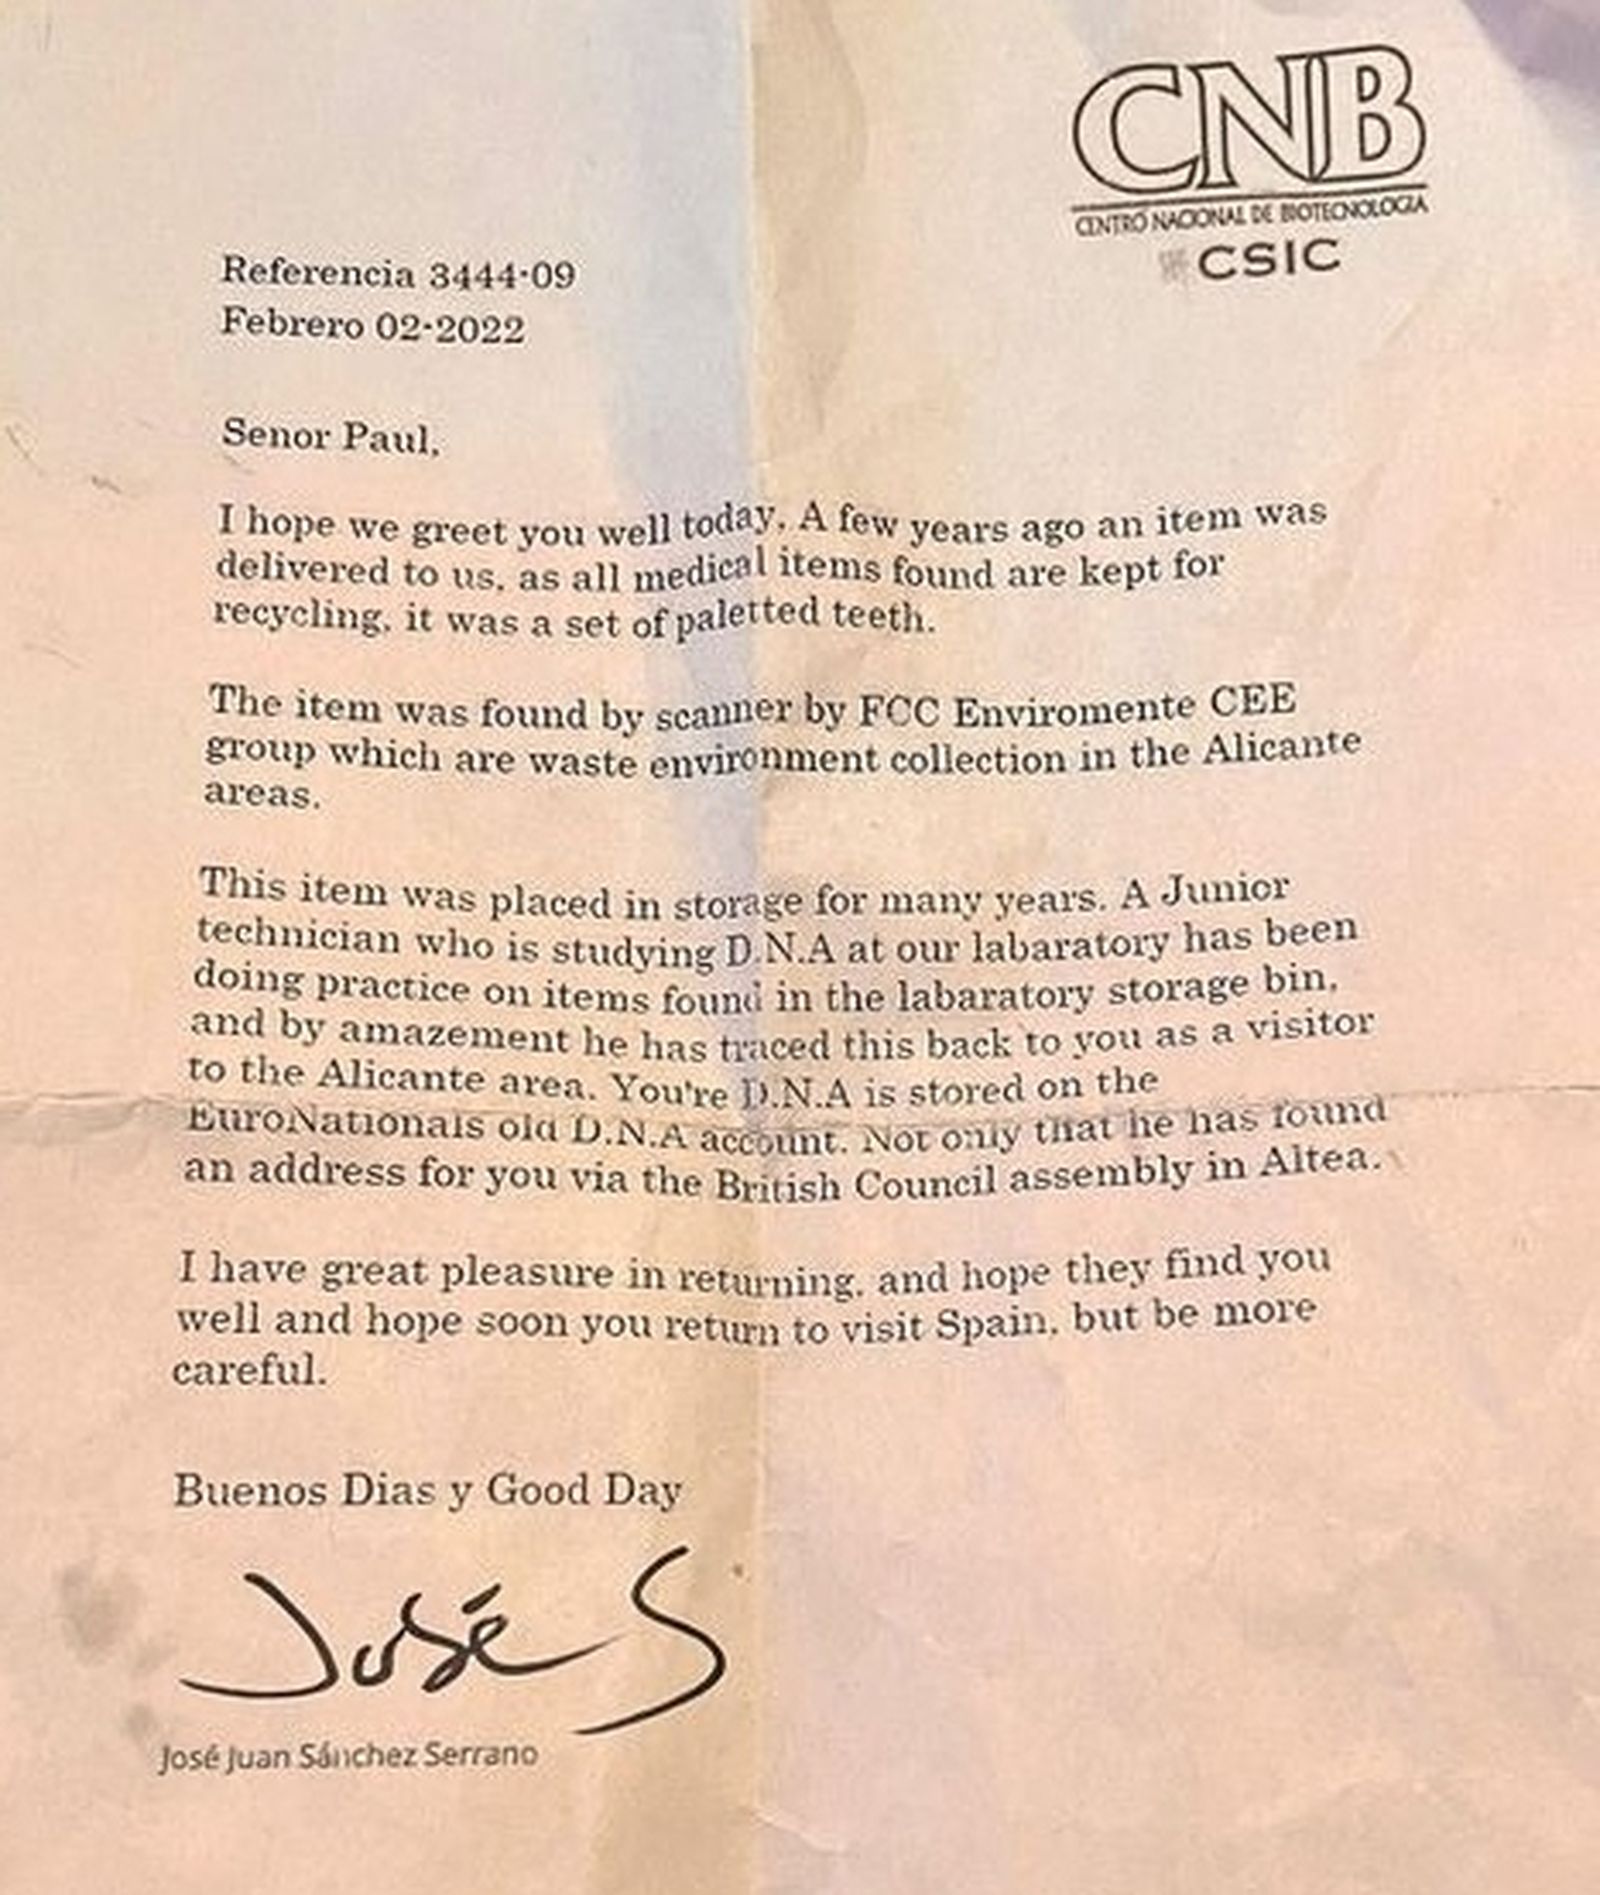 CNB
CENTRO NACIONAL DE BIOTECNOLOGIA
CSIC
Referencia 3444-09
Febrero 02-2022
Senor Paul,
I hope we greet you well today. A few years ago an item was
delivered to us, as all medical items found are kept for
recycling, it was a set of paletted teeth.
The item was found by scanner by FCC Enviromente CEE
group which are waste environment collection in the Alicante
areas.
This item was placed in storage for many years. A Junior
technician who is studying D.N.A at our labaratory has been
doing practice on items found in the labaratory storage bin,
and by amazement he has traced this back to you as a visitor
to the Alicante area. You're D.N.A is stored on the
EuroNationals old D.N.A account. Not only that he has found
an address for you via the British Council assembly in Altea.
I have great pleasure in returning, and hope they find you
well and hope soon you return to visit Spain, but be more
careful.
Buenos Dias y Good Day
José S
José Juan Sánchez Serrano